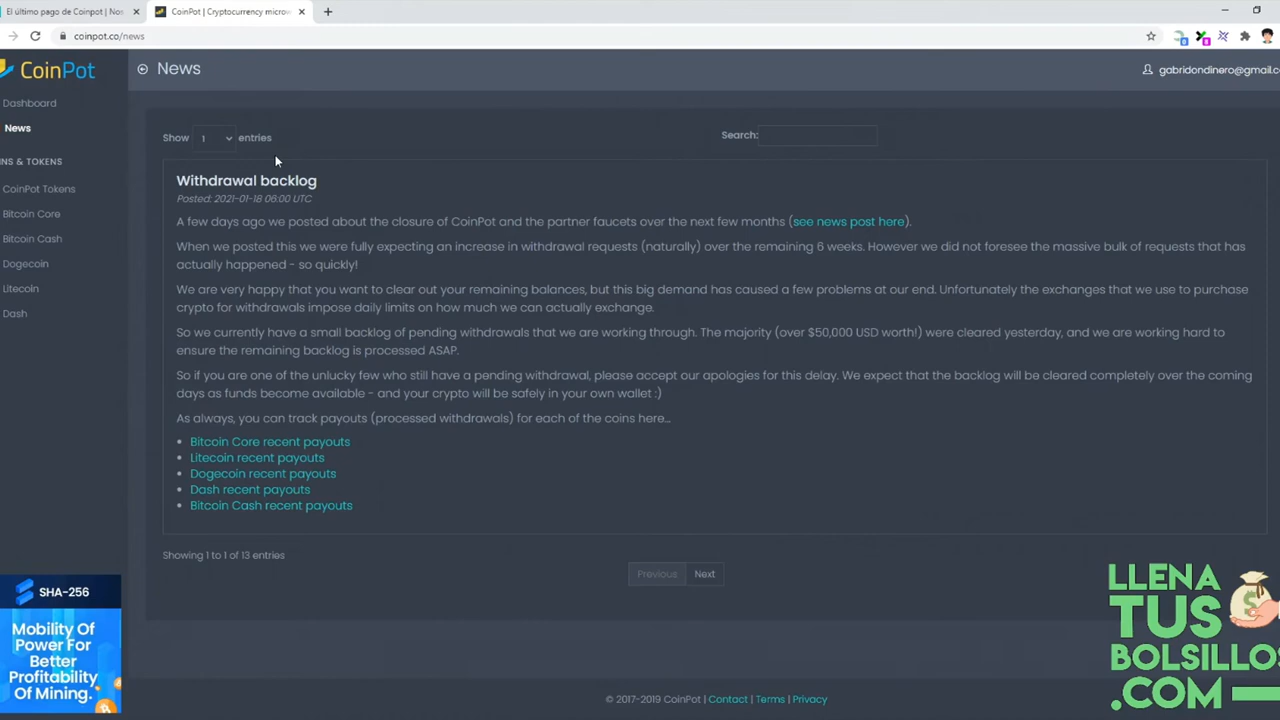 El último pago de Coinpot | Nos
CoinPot | Cryptocurrency microw
coinpot.co/news
CoinPot
News
gabridondinero@gmail.c
Dashboard
News
NS & TOKENS
CoinPot Tokens
Bitcoin Core
Bitcoin Cash
Dogecoin
Litecoin
Dash
Show 1 entries
Search:
Withdrawal backlog
Posted: 2021-01-18 06:00 UTC
A few days ago we posted about the closure of CoinPot and the partner faucets over the next few months (see news post here).
When we posted this we were fully expecting an increase in withdrawal requests (naturally) over the remaining 6 weeks. However we did not foresee the massive bulk of requests that has
actually happened - so quickly!
We are very happy that you want to clear out your remaining balances, but this big demand has caused a few problems at our end. Unfortunately the exchanges that we use to purchase
crypto for withdrawals impose daily limits on how much we can actually exchange.
So we currently have a small backlog of pending withdrawals that we are working through. The majority (over $50,000 USD worth!) were cleared yesterday, and we are working hard to
ensure the remaining backlog is processed ASAP.
So if you are one of the unlucky few who still have a pending withdrawal, please accept our apologies for this delay. We expect that the backlog will be cleared completely over the coming
days as funds become available - and your crypto will be safely in your own wallet :)
As always, you can track payouts (processed withdrawals) for each of the coins here...
• Bitcoin Core recent payouts
• Litecoin recent payouts
• Dogecoin recent payouts
• Dash recent payouts
• Bitcoin Cash recent payouts
Showing 1 to 1 of 13 entries
Previous Next
SHA-256
Mobility Of
Power For
Better
Profitability
Of Mining.
LLENA
TUS
BOLSILLOS
.COM
© 2017-2019 CoinPot | Contact | Terms | Privacy